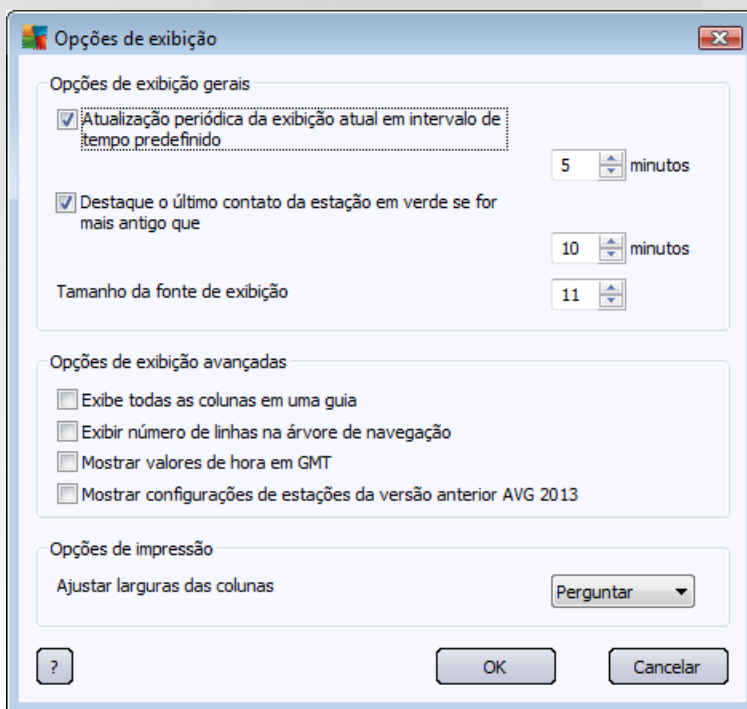 Opções de exibição
Opções de exibição gerais
Atualização periódica da exibição atual em intervalo de
tempo predefinido
5 minutos
Destaque o último contato da estação em verde se for
mais antigo que
10 minutos
Tamanho da fonte de exibição 11
Opções de exibição avançadas
Exibe todas as colunas em uma guia
Exibir número de linhas na árvore de navegação
Mostrar valores de hora em GMT
Mostrar configurações de estações da versão anterior AVG 2013
Opções de impressão
Ajustar larguras das colunas Perguntar
? OK Cancelar